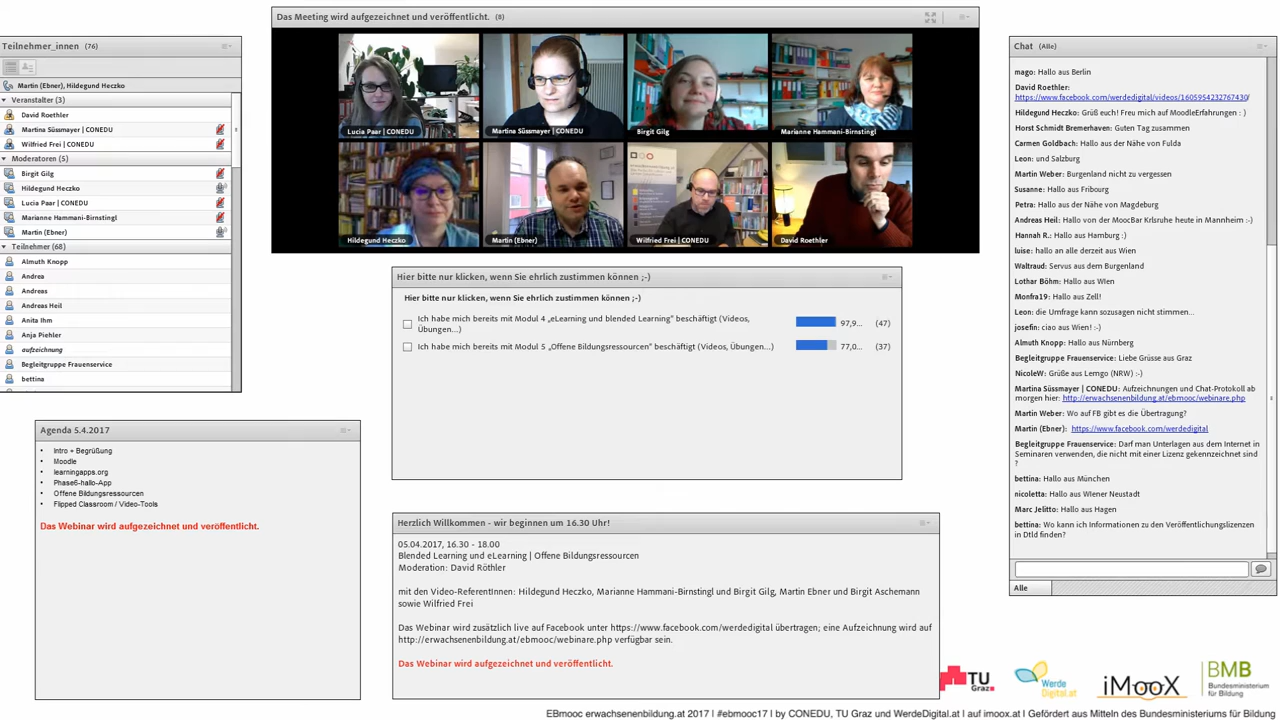 Das Meeting wird aufgezeichnet und veröffentlicht. (8)
Lucia Paar | CONEDU
Martina Süssmayer | CONEDU
Birgit Gilg
Marianne Hammani-Birnstingl
Hildegund Heczko
Martin (Ebner)
Wilfried Frei | CONEDU
David Roethler
Teilnehmer_innen (76)
Martin (Ebner), Hildegund Heczko
Veranstalter (3)
David Roethler
Martina Süssmayer | CONEDU
Wilfried Frei | CONEDU
Moderatoren (5)
Birgit Gilg
Hildegund Heczko
Lucia Paar | CONEDU
Marianne Hammani-Birnstingl
Martin (Ebner)
Teilnehmer (68)
Almuth Knopp
Andrea
Andreas
Andreas Heil
Anita Ihm
Anja Piehler
aufzeichnung
Begleitgruppe Frauenservice
bettina
Hier bitte nur klicken, wenn Sie ehrlich zustimmen können ;-)
Hier bitte nur klicken, wenn Sie ehrlich zustimmen können ;-)
Ich habe mich bereits mit Modul 4 „eLearning und blended Learning“ beschäftigt (Videos,
Übungen...) 97,9... (47)
Ich habe mich bereits mit Modul 5 „Offene Bildungsressourcen“ beschäftigt (Videos, Übungen...) 77,0... (37)
Agenda 5.4.2017
• Intro + Begrüßung
• Moodle
• learningapps.org
• Phase6-hallo-App
• Offene Bildungsressourcen
• Flipped Classroom / Video-Tools
Das Webinar wird aufgezeichnet und veröffentlicht.
Herzlich Willkommen - wir beginnen um 16.30 Uhr!
05.04.2017, 16.30 - 18.00
Blended Learning und eLearning | Offene Bildungsressourcen
Moderation: David Röthler
mit den Video-ReferentInnen: Hildegund Heczko, Marianne Hammani-Birnstingl und Birgit Gilg, Martin Ebner und Birgit Aschemann
sowie Wilfried Frei
Das Webinar wird zusätzlich live auf Facebook unter https://www.facebook.com/werdedigital übertragen; eine Aufzeichnung wird auf
http://erwachsenenbildung.at/ebmooc/webinare.php verfügbar sein.
Das Webinar wird aufgezeichnet und veröffentlicht.
Chat (Alle)
mago: Hallo aus Berlin
David Roethler:
https://www.facebook.com/werdedigital/videos/1605954232767430/
Hildegund Heczko: Grüß euch! Freu mich auf MoodleErfahrungen : )
Horst Schmidt Bremerhaven: Guten Tag zusammen
Carmen Goldbach: Hallo aus der Nähe von Fulda
Leon: und Salzburg
Martin Weber: Burgenland nicht zu vergessen
Susanne: Hallo aus Fribourg
Petra: Hallo aus der Nähe von Magdeburg
Andreas Heil: Hallo von der MoocBar Krlsruhe heute in Mannheim :-)
Hannah R.: Hallo aus Hamburg :)
luise: hallo an alle derzeit aus Wien
Waltraud: Servus aus dem Burgenland
Lothar Böhm: Hallo aus WIen
Monfra19: Hallo aus Zell!
Leon: die Umfrage kann sozusagen nicht stimmen...
josefin: ciao aus Wien! :-)
Almuth Knopp: Hallo aus Nürnberg
Begleitgruppe Frauenservice: Liebe Grüsse aus Graz
NicoleW: Grüße aus Lemgo (NRW) :-)
Martina Süssmayer | CONEDU: Aufzeichnungen und Chat-Protokoll ab
morgen hier: http://erwachsenenbildung.at/ebmooc/webinare.php
Martin Weber: Wo auf FB gibt es die Übertragung?
Martin (Ebner): https://www.facebook.com/werdedigital
Begleitgruppe Frauenservice: Darf man Unterlagen aus dem Internet in
Seminaren verwenden, die nicht mit einer Lizenz gekennzeichnet sind
?
bettina: Hallo aus München
nicoletta: Hallo aus WIener Neustadt
Marc Jelitto: Hallo aus Hagen
bettina: Wo kann ich Informationen zu den Veröffentlichungslizenzen
in Dtld finden?
Alle
TU
Graz
Werde
Digital.at
iMooX
BMB
Bundesministerium
für Bildung
EBmooc erwachsenenbildung.at 2017 | #ebmooc17 | by CONEDU, TU Graz und WerdeDigital.at | auf imoox.at | Gefördert aus Mitteln des Bundesministeriums für Bildung